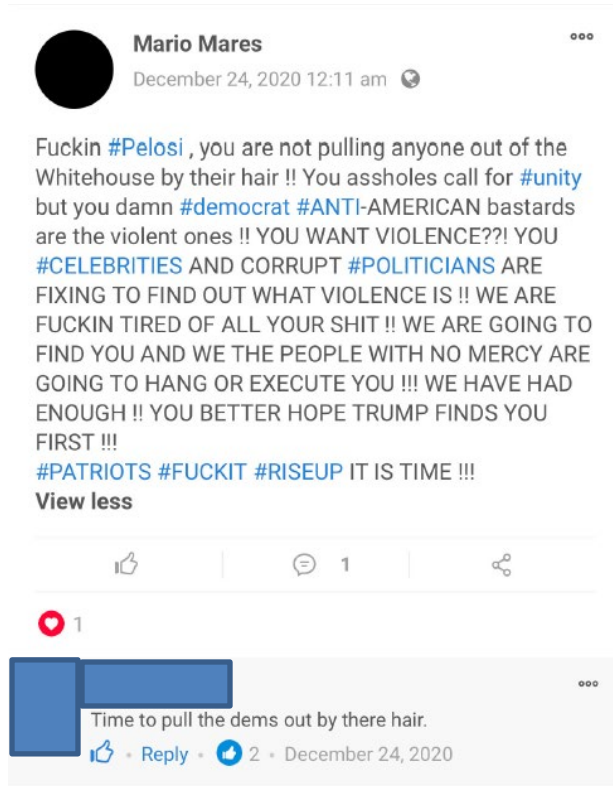 Mario Mares
December 24, 2020 12:11 am
Fuckin #Pelosi , you are not pulling anyone out of the
Whitehouse by their hair !! You assholes call for #unity
but you damn #democrat #ANTI-AMERICAN bastards
are the violent ones !! YOU WANT VIOLENCE??! YOU
#CELEBRITIES AND CORRUPT #POLITICIANS ARE
FIXING TO FIND OUT WHAT VIOLENCE IS !! WE ARE
FUCKIN TIRED OF ALL YOUR SHIT !! WE ARE GOING TO
FIND YOU AND WE THE PEOPLE WITH NO MERCY ARE
GOING TO HANG OR EXECUTE YOU !!! WE HAVE HAD
ENOUGH !! YOU BETTER HOPE TRUMP FINDS YOU
FIRST !!!
#PATRIOTS #FUCKIT #RISEUP IT IS TIME !!!
View less
1
1
Time to pull the dems out by there hair.
Reply 2 December 24, 2020